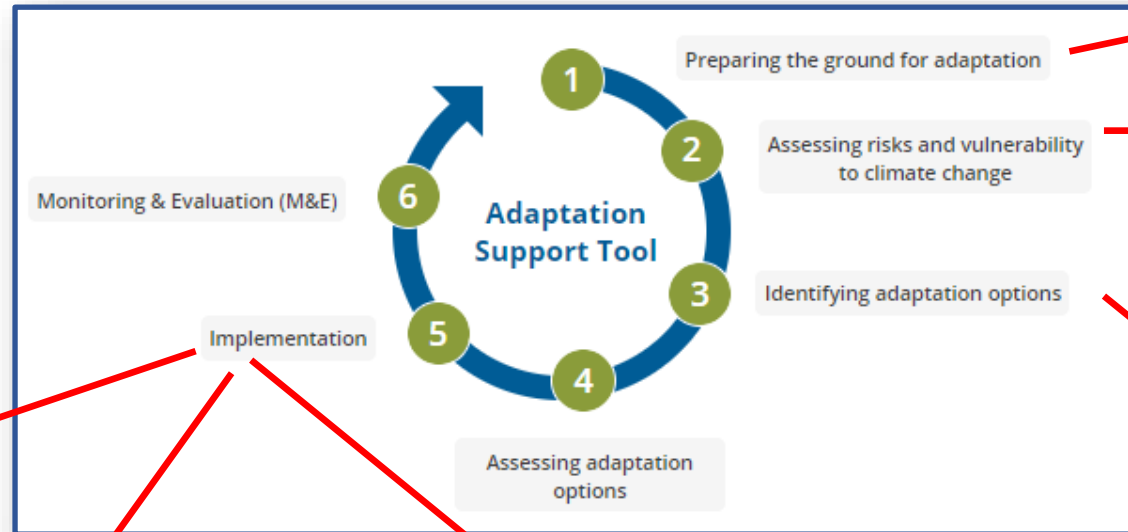 1
Preparing the ground for adaptation
2
Assessing risks and vulnerability
to climate change
3
Identifying adaptation options
4
Assessing adaptation
options
5
Implementation
6
Monitoring & Evaluation (M&E)
Adaptation
Support Tool